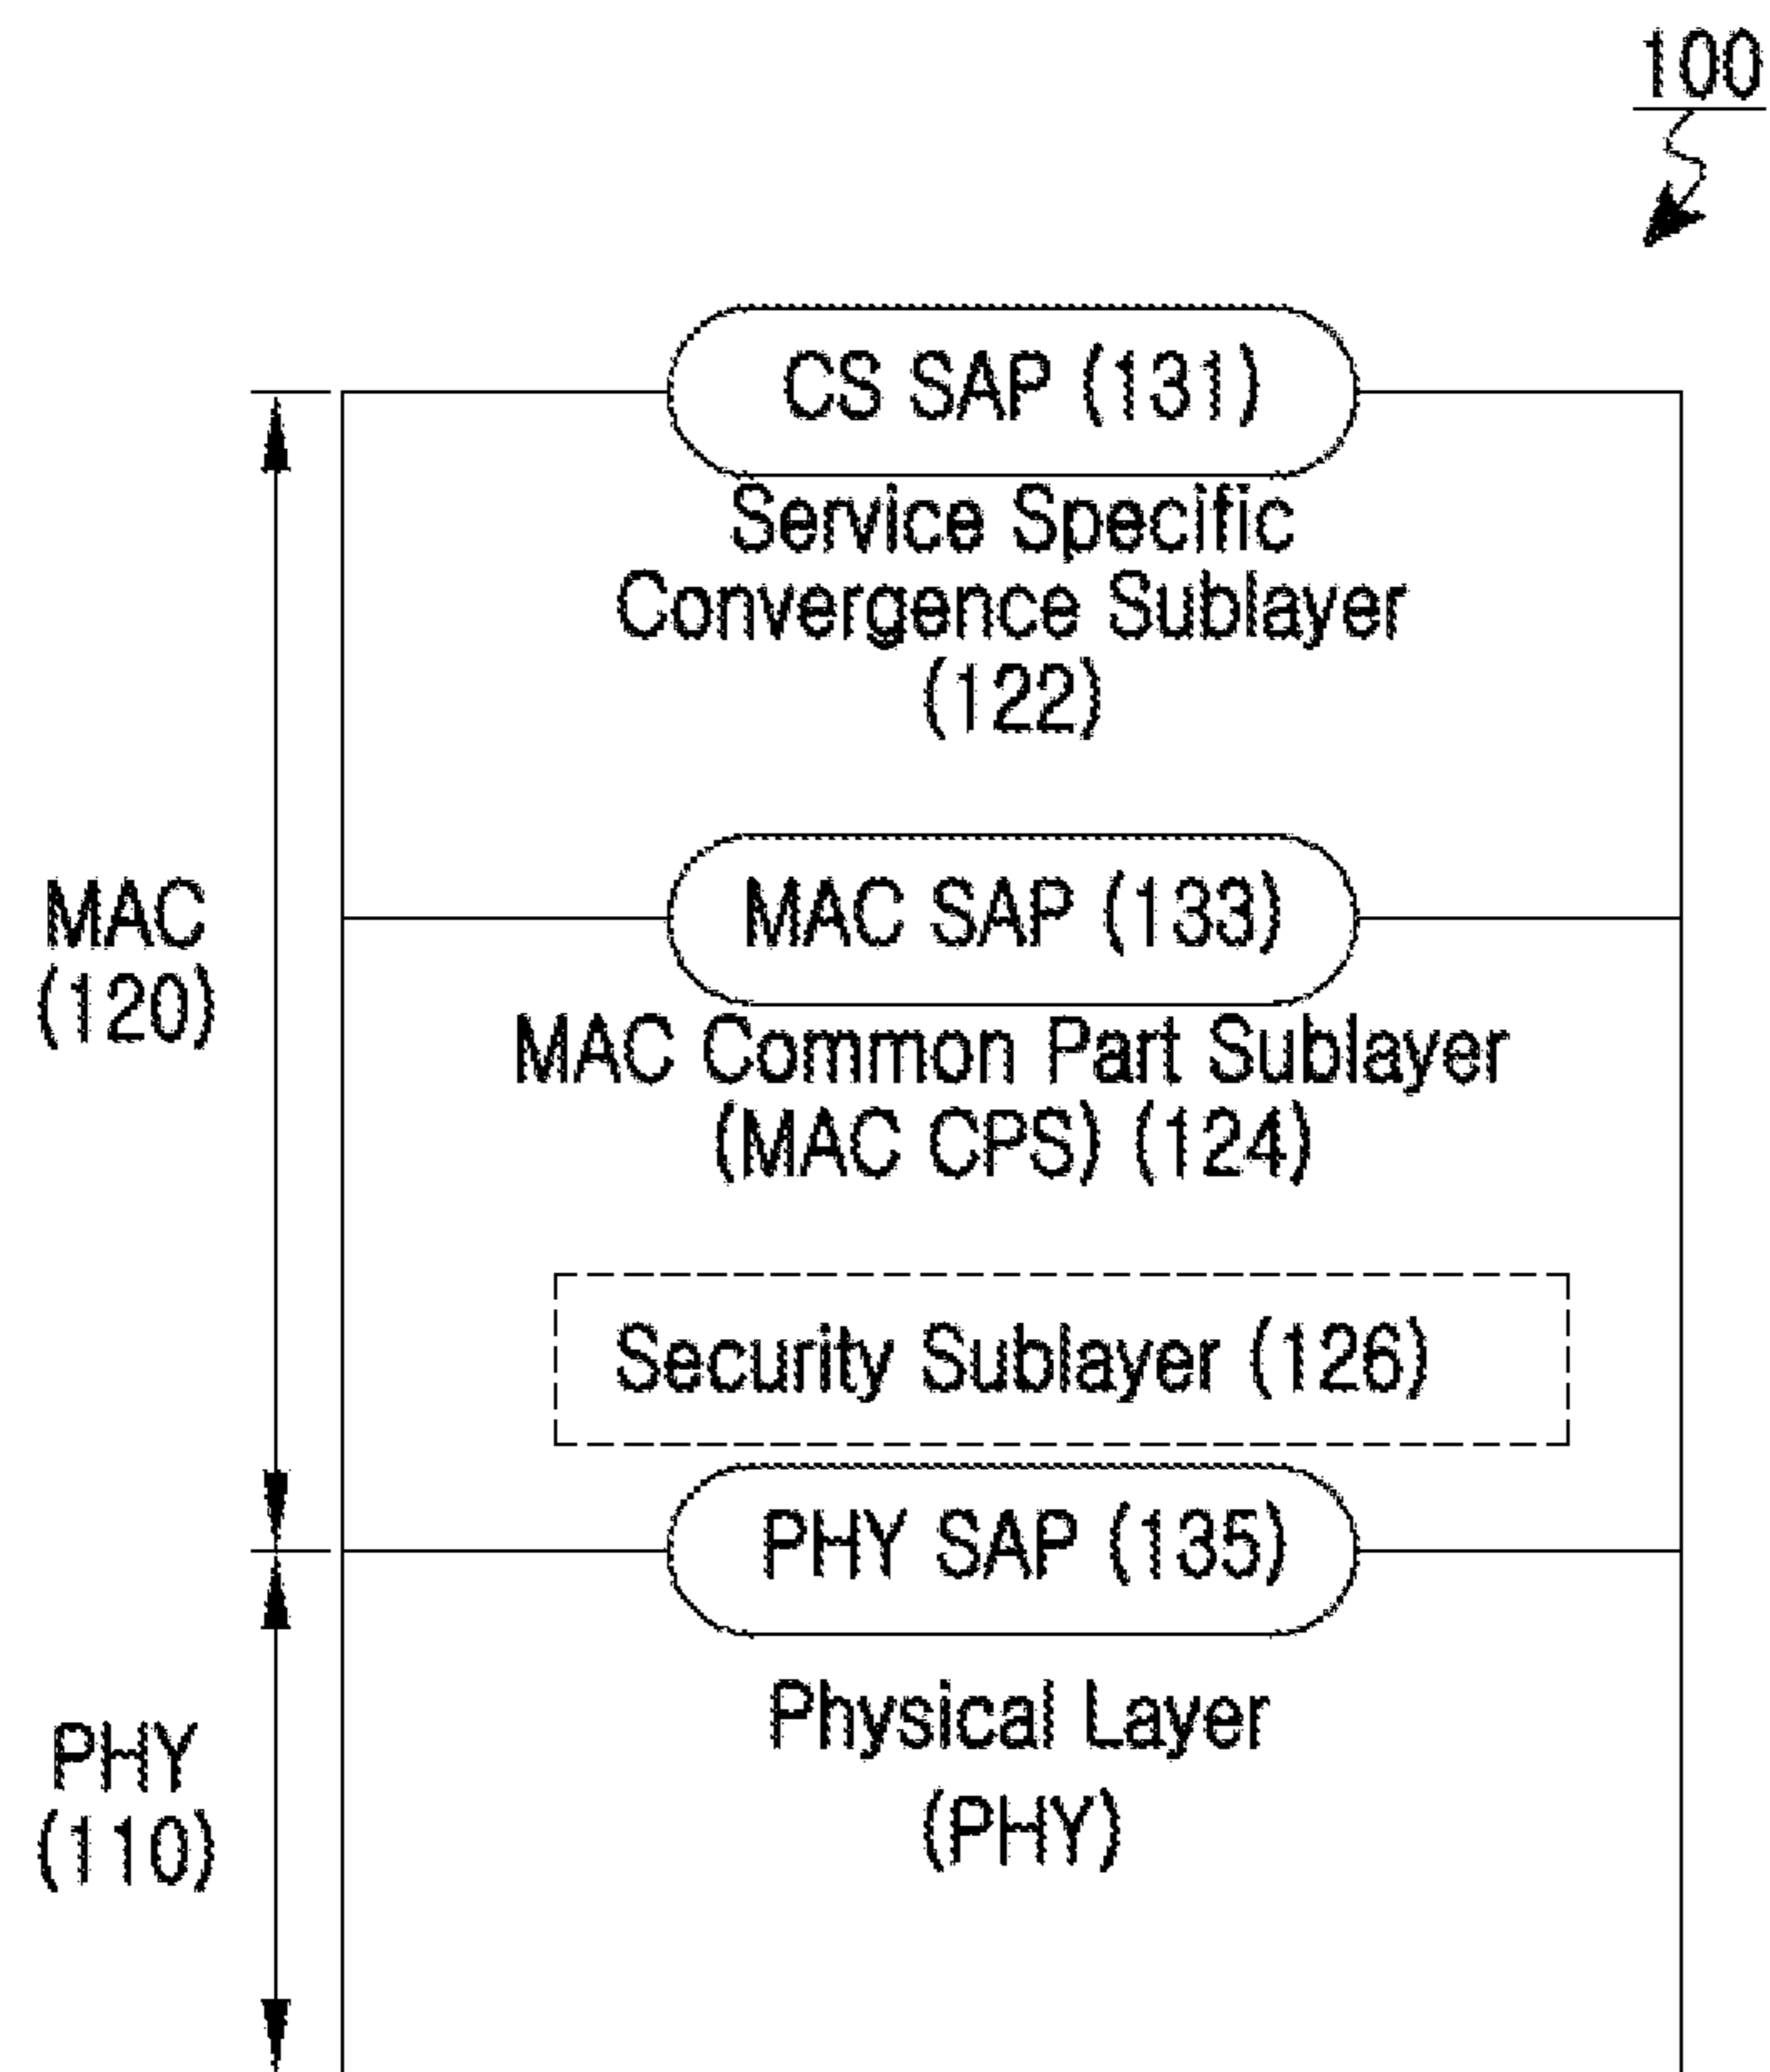 100
CS SAP (131)
Service Specific
Convergence Sublayer
(122)
MAC
(120)
MAC SAP (133)
MAC Common Part Sublayer
(MAC CPS) (124)
Security Sublayer (126)
PHY SAP (135)
PHY
(110)
Physical Layer
(PHY)